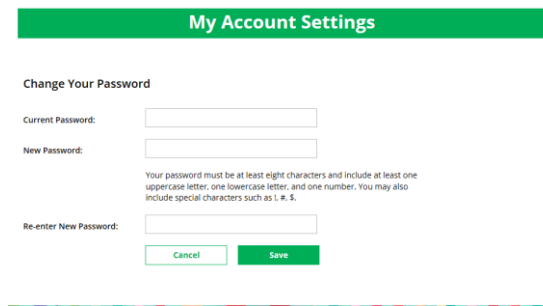 My Account Settings
Change Your Password
Current Password:
New Password:
Your password must be at least eight characters and include at least one
uppercase letter, one lowercase letter, and one number. You may also
include special characters such as !, #, $.
Re-enter New Password:
Cancel Save